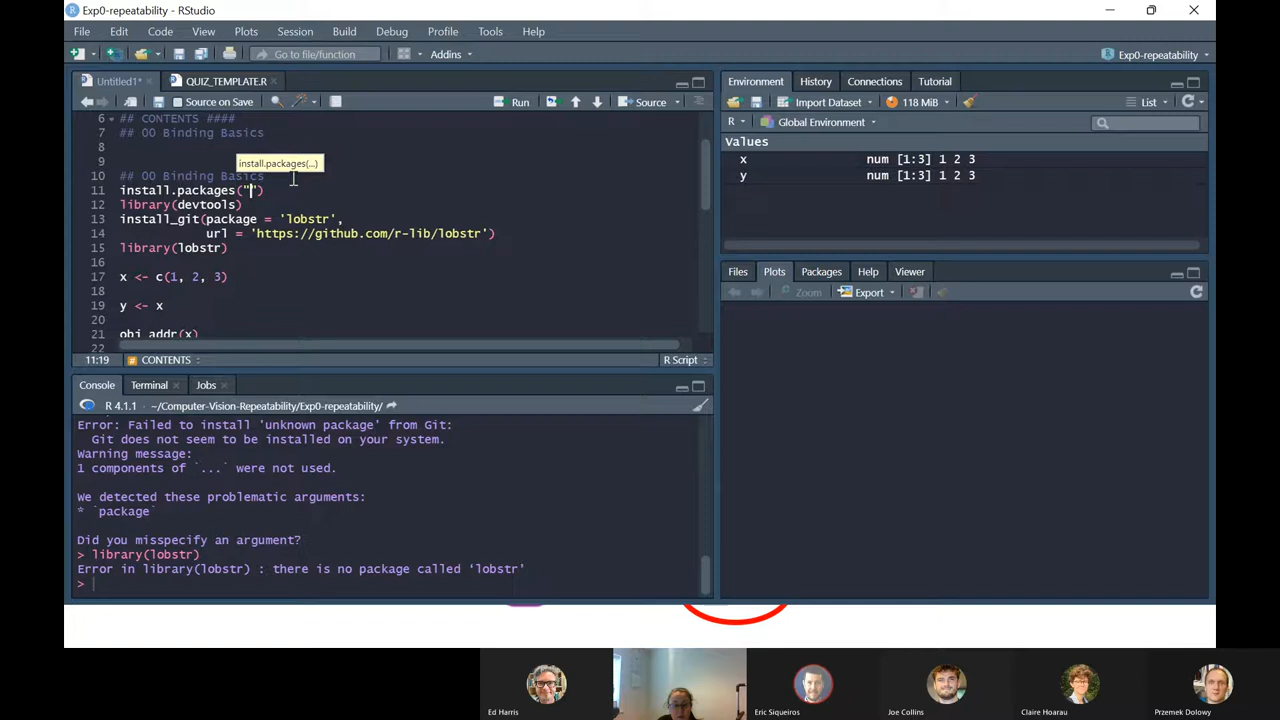 Exp0-repeatability - RStudio
File Edit Code View Plots Session Build Debug Profile Tools Help
Go to file/function Addins Exp0-repeatability
Untitled1* QUIZ_TEMPLATE.R
Source on Save Run Source
6 ## CONTENTS ####
7 ## 00 Binding Basics
8
9
install.packages(...)
10 ## 00 Binding Basics
11 install.packages("")
12 library(devtools)
13 install_git(package = 'lobstr',
14 url = 'https://github.com/r-lib/lobstr')
15 library(lobstr)
16
17 x <- c(1, 2, 3)
18
19 y <- x
20
21 obj_addr(x)
22
11:19 CONTENTS R Script
Console Terminal Jobs
R 4.1.1 ~/Computer-Vision-Repeatability/Exp0-repeatability/
Error: Failed to install 'unknown package' from Git:
Git does not seem to be installed on your system.
Warning message:
1 components of `...` were not used.
We detected these problematic arguments:
* `package`
Did you misspecify an argument?
> library(lobstr)
Error in library(lobstr) : there is no package called ‘lobstr’
>
Environment History Connections Tutorial
Import Dataset 118 MiB List
R Global Environment
Values
x num [1:3] 1 2 3
y num [1:3] 1 2 3
Files Plots Packages Help Viewer
Zoom Export
Ed Harris
Eric Siqueiros
Joe Collins
Claire Hoarau
Przemek Dolowy